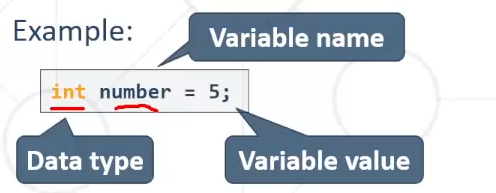 Example:
Variable name
int number = 5;
Data type
Variable value